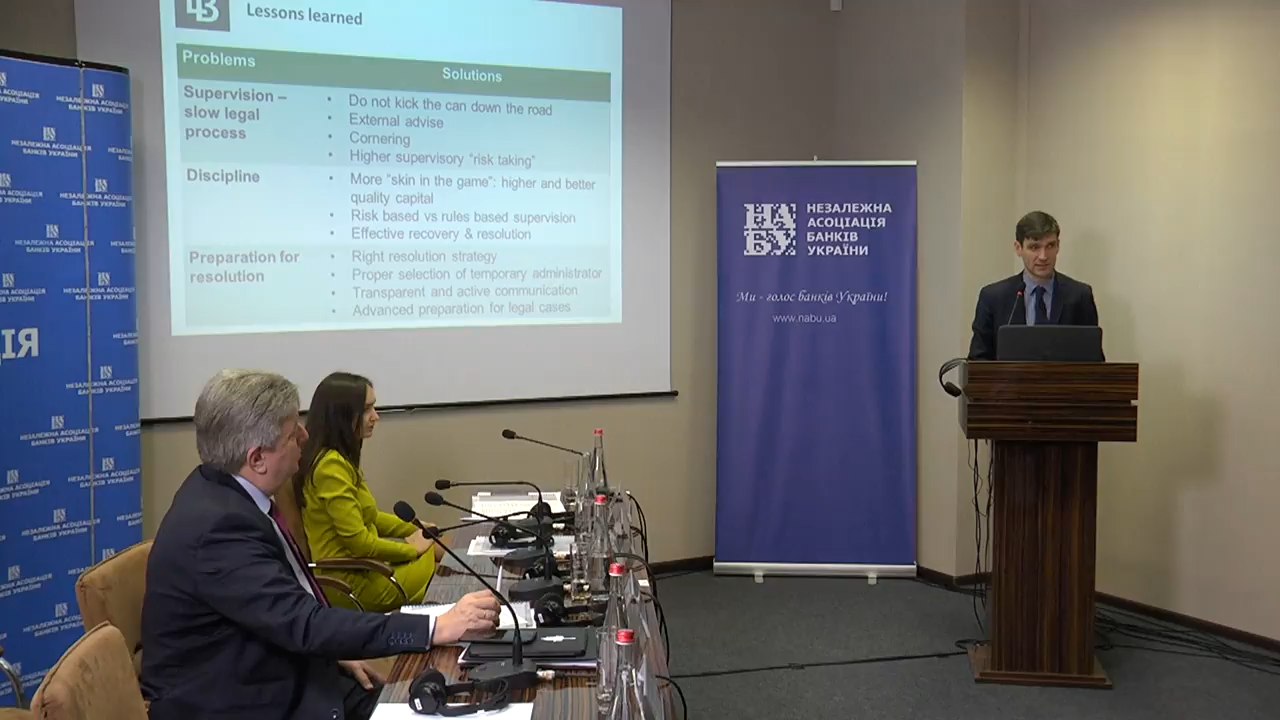 Lessons learned
Problems
Solutions
Supervision –
slow legal
process
• Do not kick the can down the road
• External advise
• Cornering
• Higher supervisory “risk taking”
Discipline
• More “skin in the game”: higher and better
quality capital
• Risk based vs rules based supervision
• Effective recovery & resolution
Preparation for
resolution
• Right resolution strategy
• Proper selection of temporary administrator
• Transparent and active communication
• Advanced preparation for legal cases
НАБУ
НЕЗАЛЕЖНА
АСОЦІАЦІЯ
БАНКІВ
УКРАЇНИ
Ми - голос банків України!
www.nabu.ua
НЕЗАЛЕЖНА АСОЦІАЦІЯ
БАНКІВ УКРАЇНИ
ЦІЯ